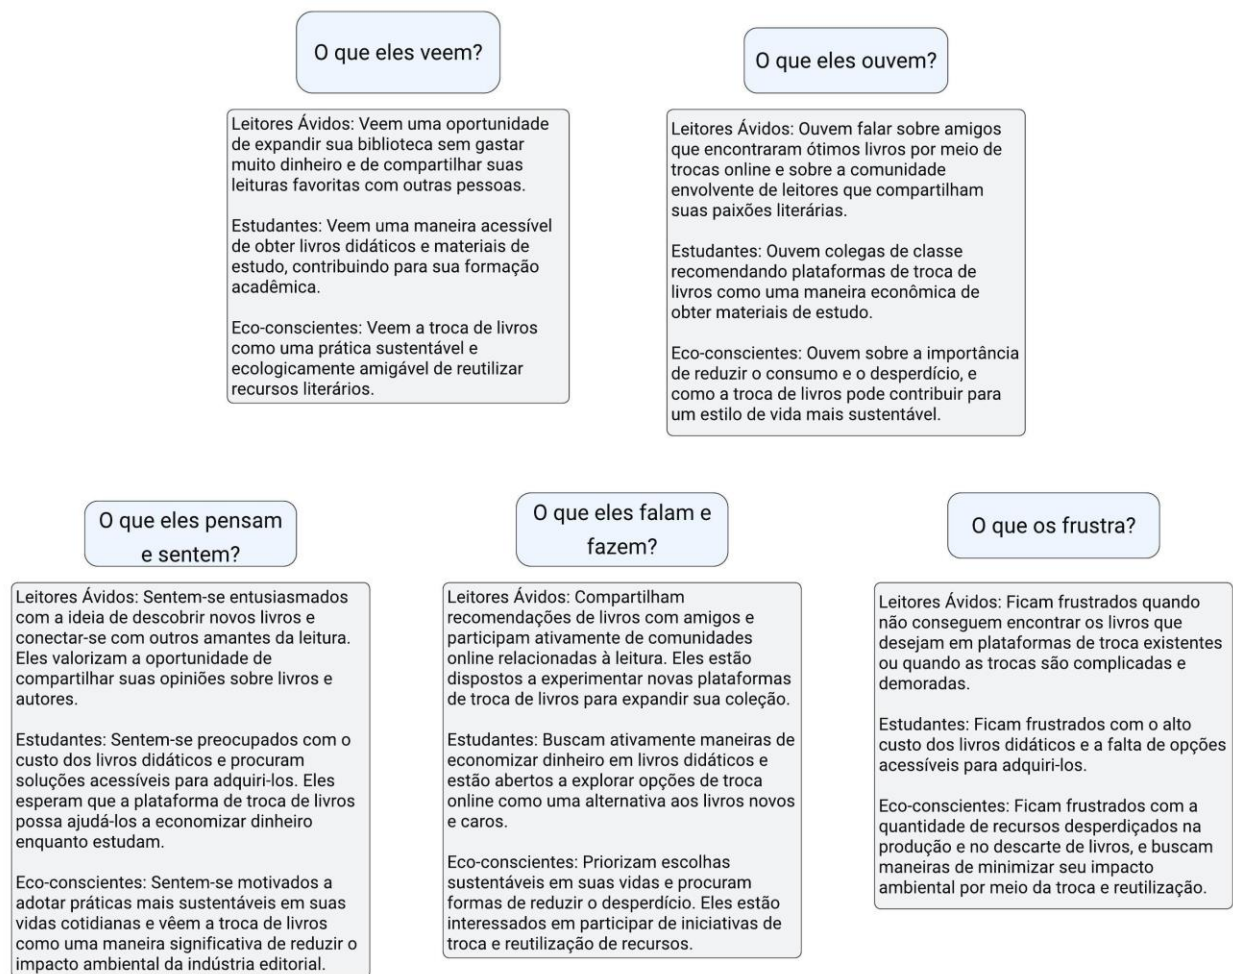 O que eles veem?
Leitores Ávidos: Veem uma oportunidade
de expandir sua biblioteca sem gastar
muito dinheiro e de compartilhar suas
leituras favoritas com outras pessoas.
Estudantes: Veem uma maneira acessível
de obter livros didáticos e materiais de
estudo, contribuindo para sua formação
acadêmica.
Eco-conscientes: Veem a troca de livros
como uma prática sustentável e
ecologicamente amigável de reutilizar
recursos literários.
O que eles ouvem?
Leitores Ávidos: Ouvem falar sobre amigos
que encontraram ótimos livros por meio de
trocas online e sobre a comunidade
envolvente de leitores que compartilham
suas paixões literárias.
Estudantes: Ouvem colegas de classe
recomendando plataformas de troca de
livros como uma maneira econômica de
obter materiais de estudo.
Eco-conscientes: Ouvem sobre a importância
de reduzir o consumo e o desperdício, e
como a troca de livros pode contribuir para
um estilo de vida mais sustentável.
O que eles pensam
e sentem?
Leitores Ávidos: Sentem-se entusiasmados
com a ideia de descobrir novos livros e
conectar-se com outros amantes da leitura.
Eles valorizam a oportunidade de
compartilhar suas opiniões sobre livros e
autores.
Estudantes: Sentem-se preocupados com o
custo dos livros didáticos e procuram
soluções acessíveis para adquiri-los. Eles
esperam que a plataforma de troca de livros
possa ajudá-los a economizar dinheiro
enquanto estudam.
Eco-conscientes: Sentem-se motivados a
adotar práticas mais sustentáveis em suas
vidas cotidianas e vêem a troca de livros
como uma maneira significativa de reduzir o
impacto ambiental da indústria editorial.
O que eles falam e
fazem?
Leitores Ávidos: Compartilham
recomendações de livros com amigos e
participam ativamente de comunidades
online relacionadas à leitura. Eles estão
dispostos a experimentar novas plataformas
de troca de livros para expandir sua coleção.
Estudantes: Buscam ativamente maneiras de
economizar dinheiro em livros didáticos e
estão abertos a explorar opções de troca
online como uma alternativa aos livros novos
e caros.
Eco-conscientes: Priorizam escolhas
sustentáveis em suas vidas e procuram
formas de reduzir o desperdício. Eles estão
interessados em participar de iniciativas de
troca e reutilização de recursos.
O que os frustra?
Leitores Ávidos: Ficam frustrados quando
não conseguem encontrar os livros que
desejam em plataformas de troca existentes
ou quando as trocas são complicadas e
demoradas.
Estudantes: Ficam frustrados com o alto
custo dos livros didáticos e a falta de opções
acessíveis para adquiri-los.
Eco-conscientes: Ficam frustrados com a
quantidade de recursos desperdiçados na
produção e no descarte de livros, e buscam
maneiras de minimizar seu impacto
ambiental por meio da troca e reutilização.